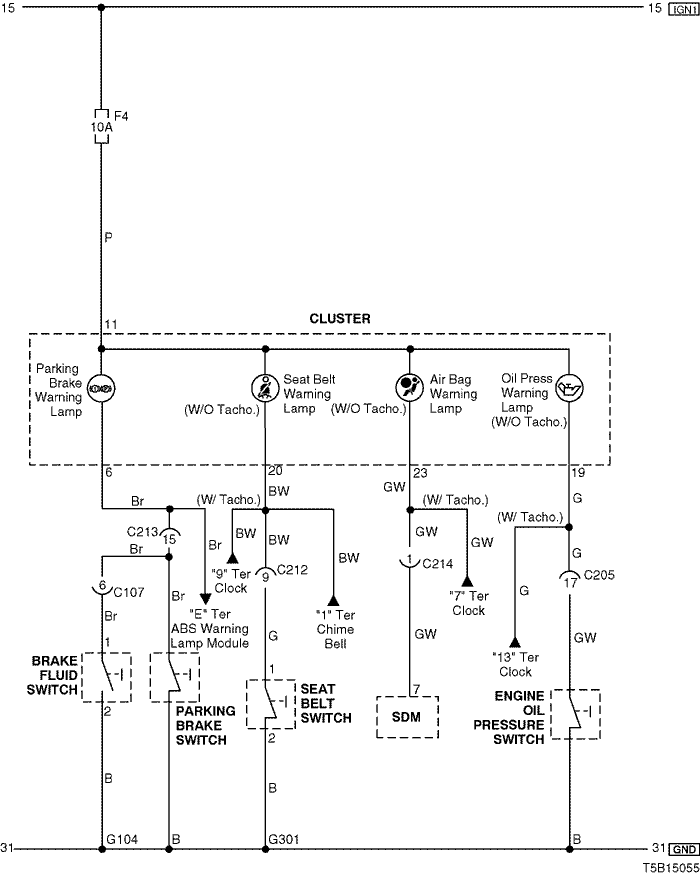 15
15 IGN1
F4
10A
P
11
CLUSTER
Parking
Brake
Warning
Lamp
Seat Belt
Warning
Lamp
(W/O Tacho.)
Air Bag
Warning
Lamp
(W/O Tacho.)
Oil Press
Warning
Lamp
(W/O Tacho.)
6
20
23
19
Br
(W/ Tacho.)
BW
GW
(W/ Tacho.)
G
(W/ Tacho.)
C213
15
Br
Br
BW
BW
BW
GW
GW
G
"9" Ter
Clock
9
C212
1
C214
17
C205
6
C107
Br
Br
"E" Ter
ABS Warning
Lamp Module
"1" Ter
Chime
Bell
"7" Ter
Clock
G
G
GW
GW
"13" Ter
Clock
1
BRAKE
FLUID
SWITCH
2
PARKING
BRAKE
SWITCH
1
SEAT
BELT
SWITCH
2
7
SDM
ENGINE
OIL
PRESSURE
SWITCH
B
B
31
G104
B
G301
B
31 GND
T5B15055